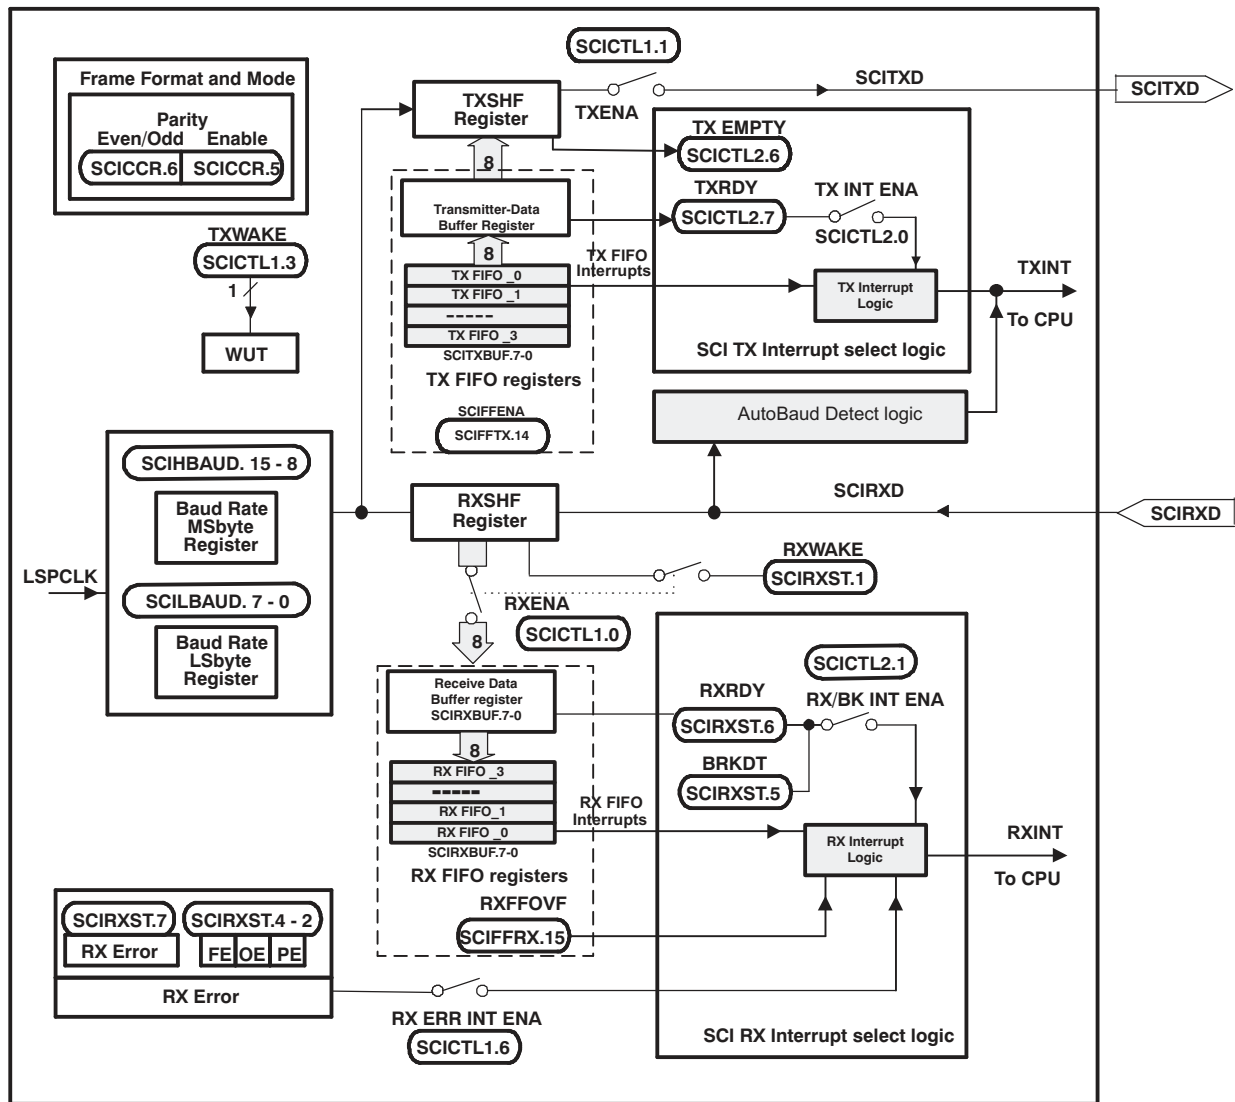 SCICTL1.1
Frame Format and Mode
Parity
Even/Odd Enable
SCICCR.6 SCICCR.5
TXSHF
Register
TXENA
SCITXD
SCITXD
TX EMPTY
SCICTL2.6
8
Transmitter-Data
Buffer Register
TXRDY
SCICTL2.7
TX INT ENA
SCICTL2.0
TXWAKE
SCICTL1.3
1
WUT
8
TX FIFO _0
TX FIFO _1
-----
TX FIFO _3
SCITXBUF.7-0
TX FIFO registers
SCIFFENA
SCIFFTX.14
TX FIFO
Interrupts
TX Interrupt
Logic
TXINT
To CPU
SCI TX Interrupt select logic
AutoBaud Detect logic
SCIHBAUD. 15 - 8
Baud Rate
MSbyte
Register
LSPCLK
SCILBAUD. 7 - 0
Baud Rate
LSbyte
Register
RXSHF
Register
SCIRXD
SCIRXD
RXWAKE
SCIRXST.1
RXENA
SCICTL1.0
8
Receive Data
Buffer register
SCIRXBUF.7-0
8
RX FIFO _3
-----
RX FIFO_1
RX FIFO _0
SCIRXBUF.7-0
RX FIFO registers
RXFFOVF
SCIFFRX.15
SCICTL2.1
RXRDY
SCIRXST.6
RX/BK INT ENA
BRKDT
SCIRXST.5
RX FIFO
Interrupts
RX Interrupt
Logic
RXINT
To CPU
SCIRXST.7 SCIRXST.4 - 2
RX Error FE OE PE
RX Error
RX ERR INT ENA
SCICTL1.6
SCI RX Interrupt select logic